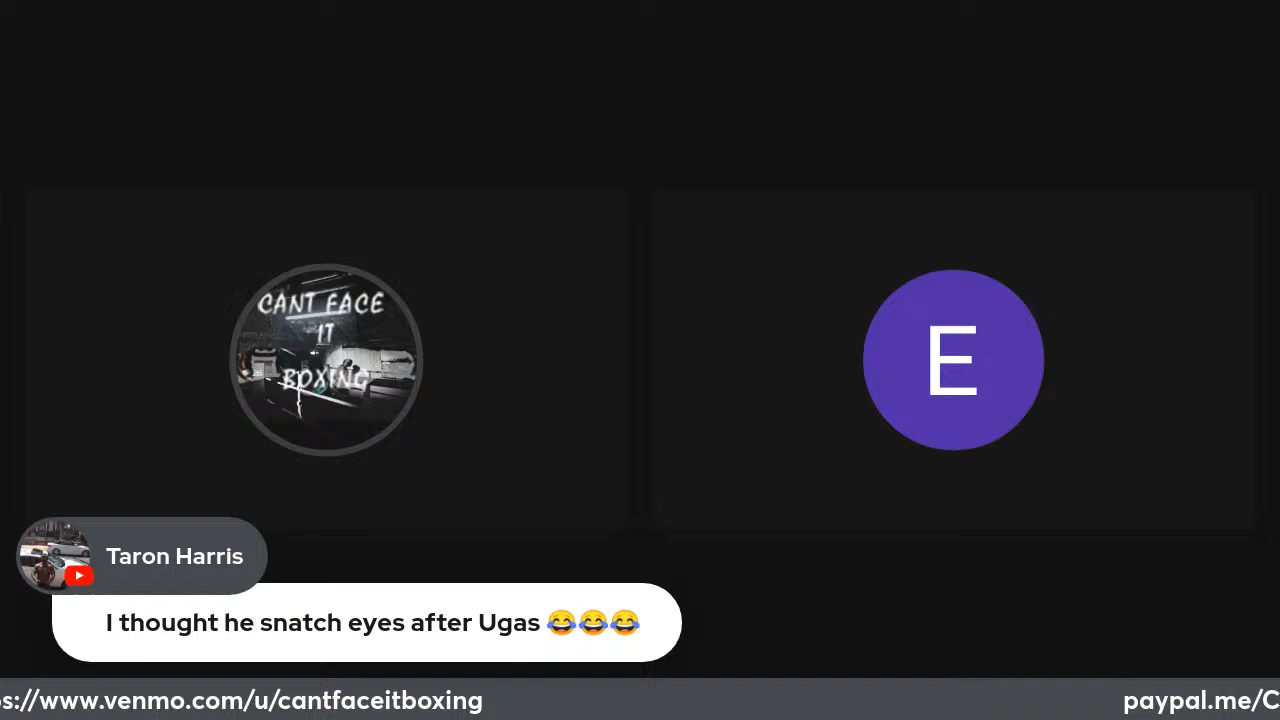 CANT FACE
IT
BOXING
E
Taron Harris
I thought he snatch eyes after Ugas 😂😂😂
s://www.venmo.com/u/cantfaceitboxing
paypal.me/C